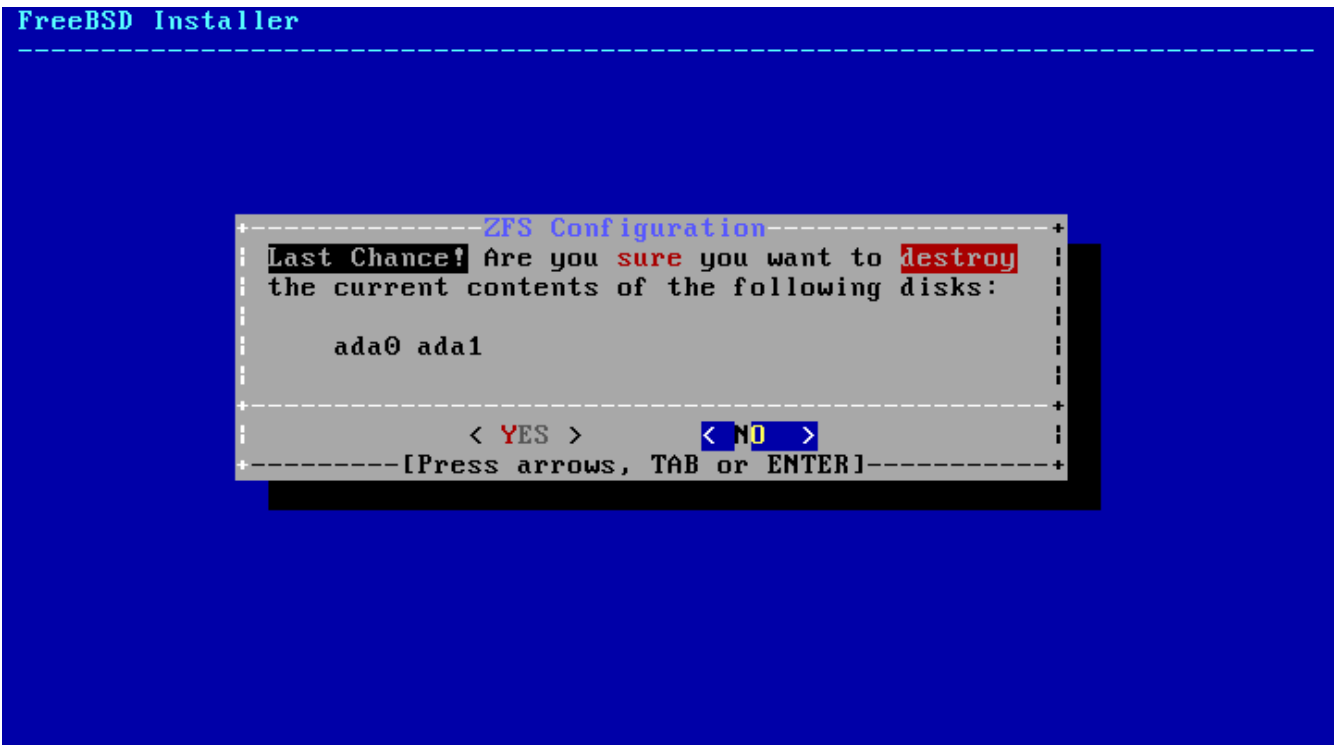 FreeBSD Installer
ZFS Configuration
Last Chance! Are you sure you want to destroy
the current contents of the following disks:
ada0 ada1
< YES > < NO >
[Press arrows, TAB or ENTER]